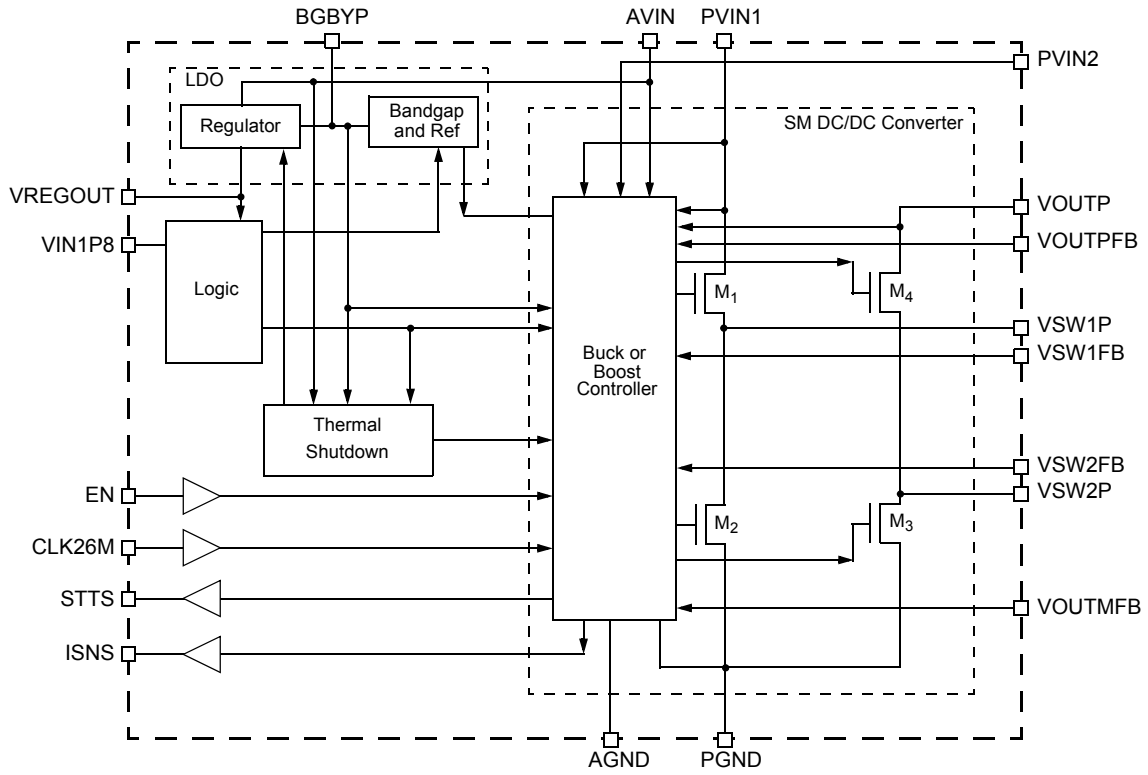 BGBYP
AVIN
PVIN1
PVIN2
LDO
Regulator
Bandgap
and Ref
SM DC/DC Converter
VREGOUT
VIN1P8
Logic
VOUTP
VOUTPFB
M1
M4
VSW1P
VSW1FB
Buck or
Boost
Controller
Thermal
Shutdown
VSW2FB
VSW2P
EN
M2
M3
CLK26M
STTS
VOUTMFB
ISNS
AGND
PGND